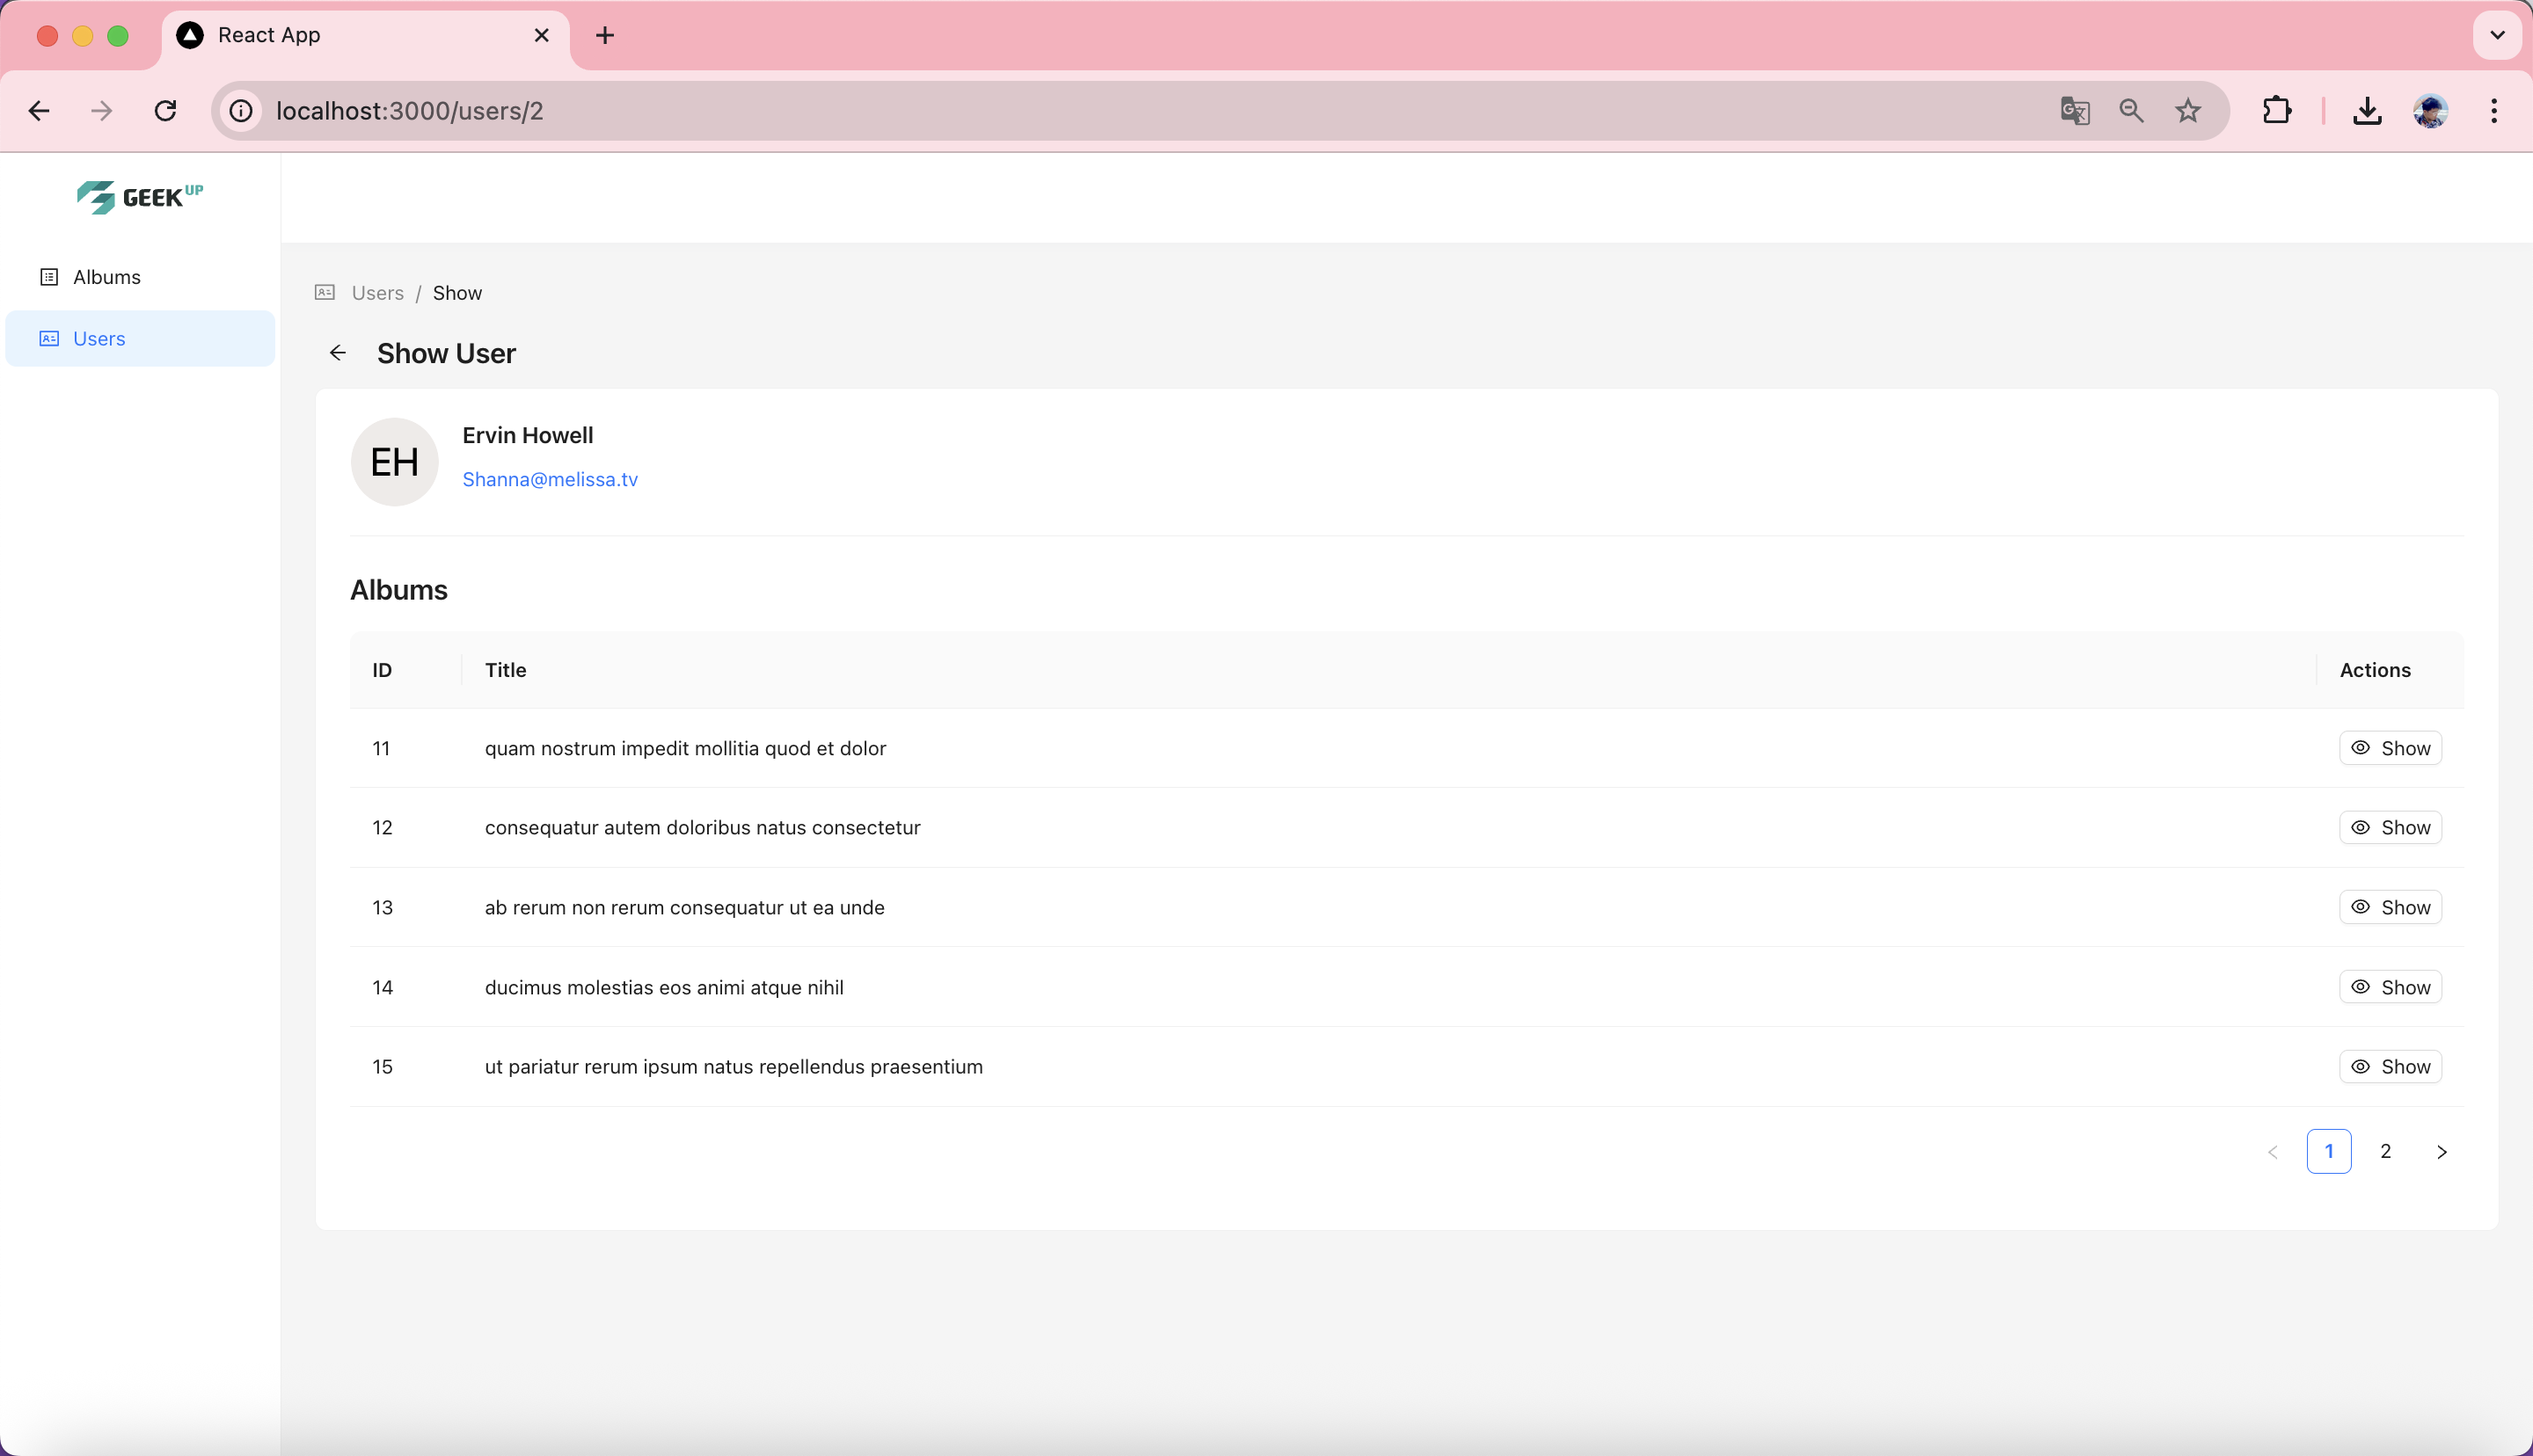 React App
localhost:3000/users/2
GEEK UP
Albums
Users
Users / Show
Show User
EH
Ervin Howell
Shanna@melissa.tv
Albums
ID Title Actions
11 quam nostrum impedit mollitia quod et dolor Show
12 consequatur autem doloribus natus consectetur Show
13 ab rerum non rerum consequatur ut ea unde Show
14 ducimus molestias eos animi atque nihil Show
15 ut pariatur rerum ipsum natus repellendus praesentium Show
1 2